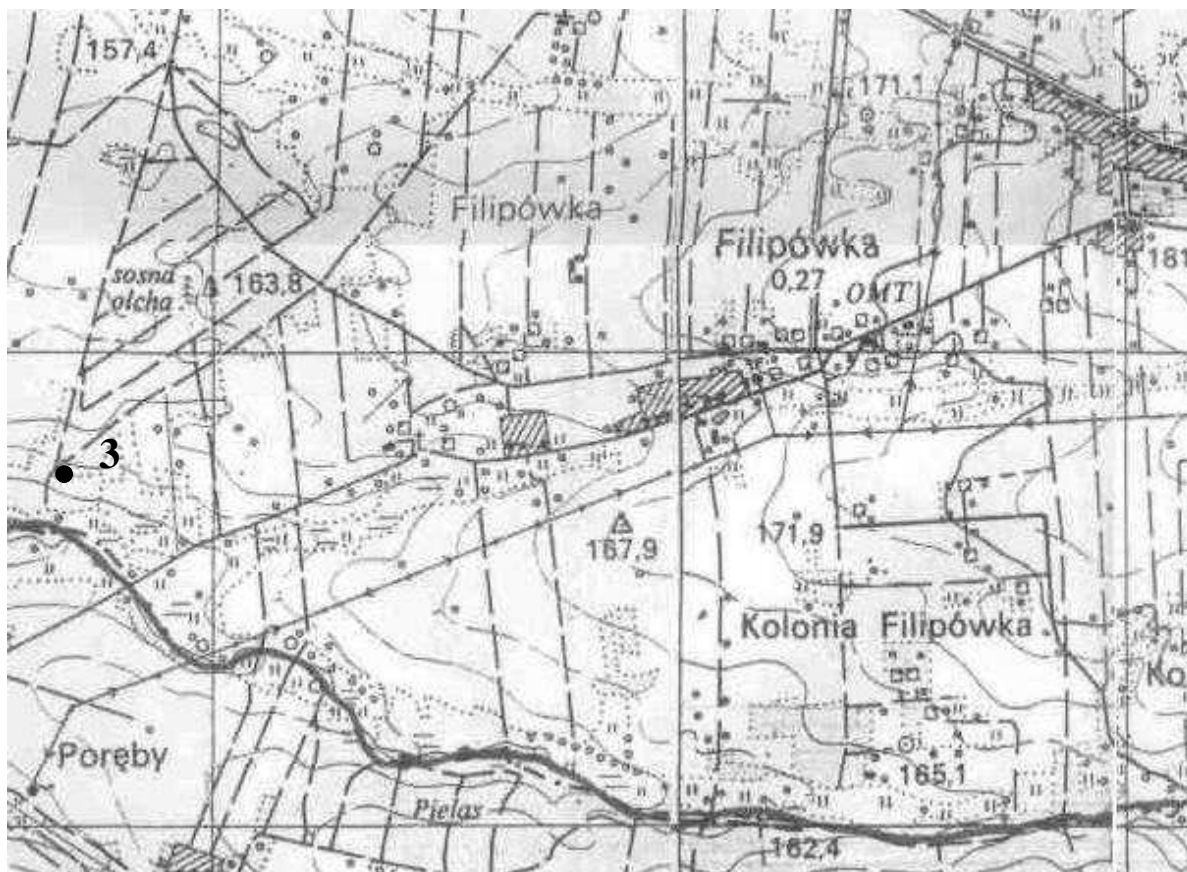 157,4
171,1
Filipówka
Filipówka
0,27
OMT
181
sosna
olcha
163,8
3
167,9
171,9
Kolonia Filipówka
Ko
Poręby
165,1
Pielas
162,4